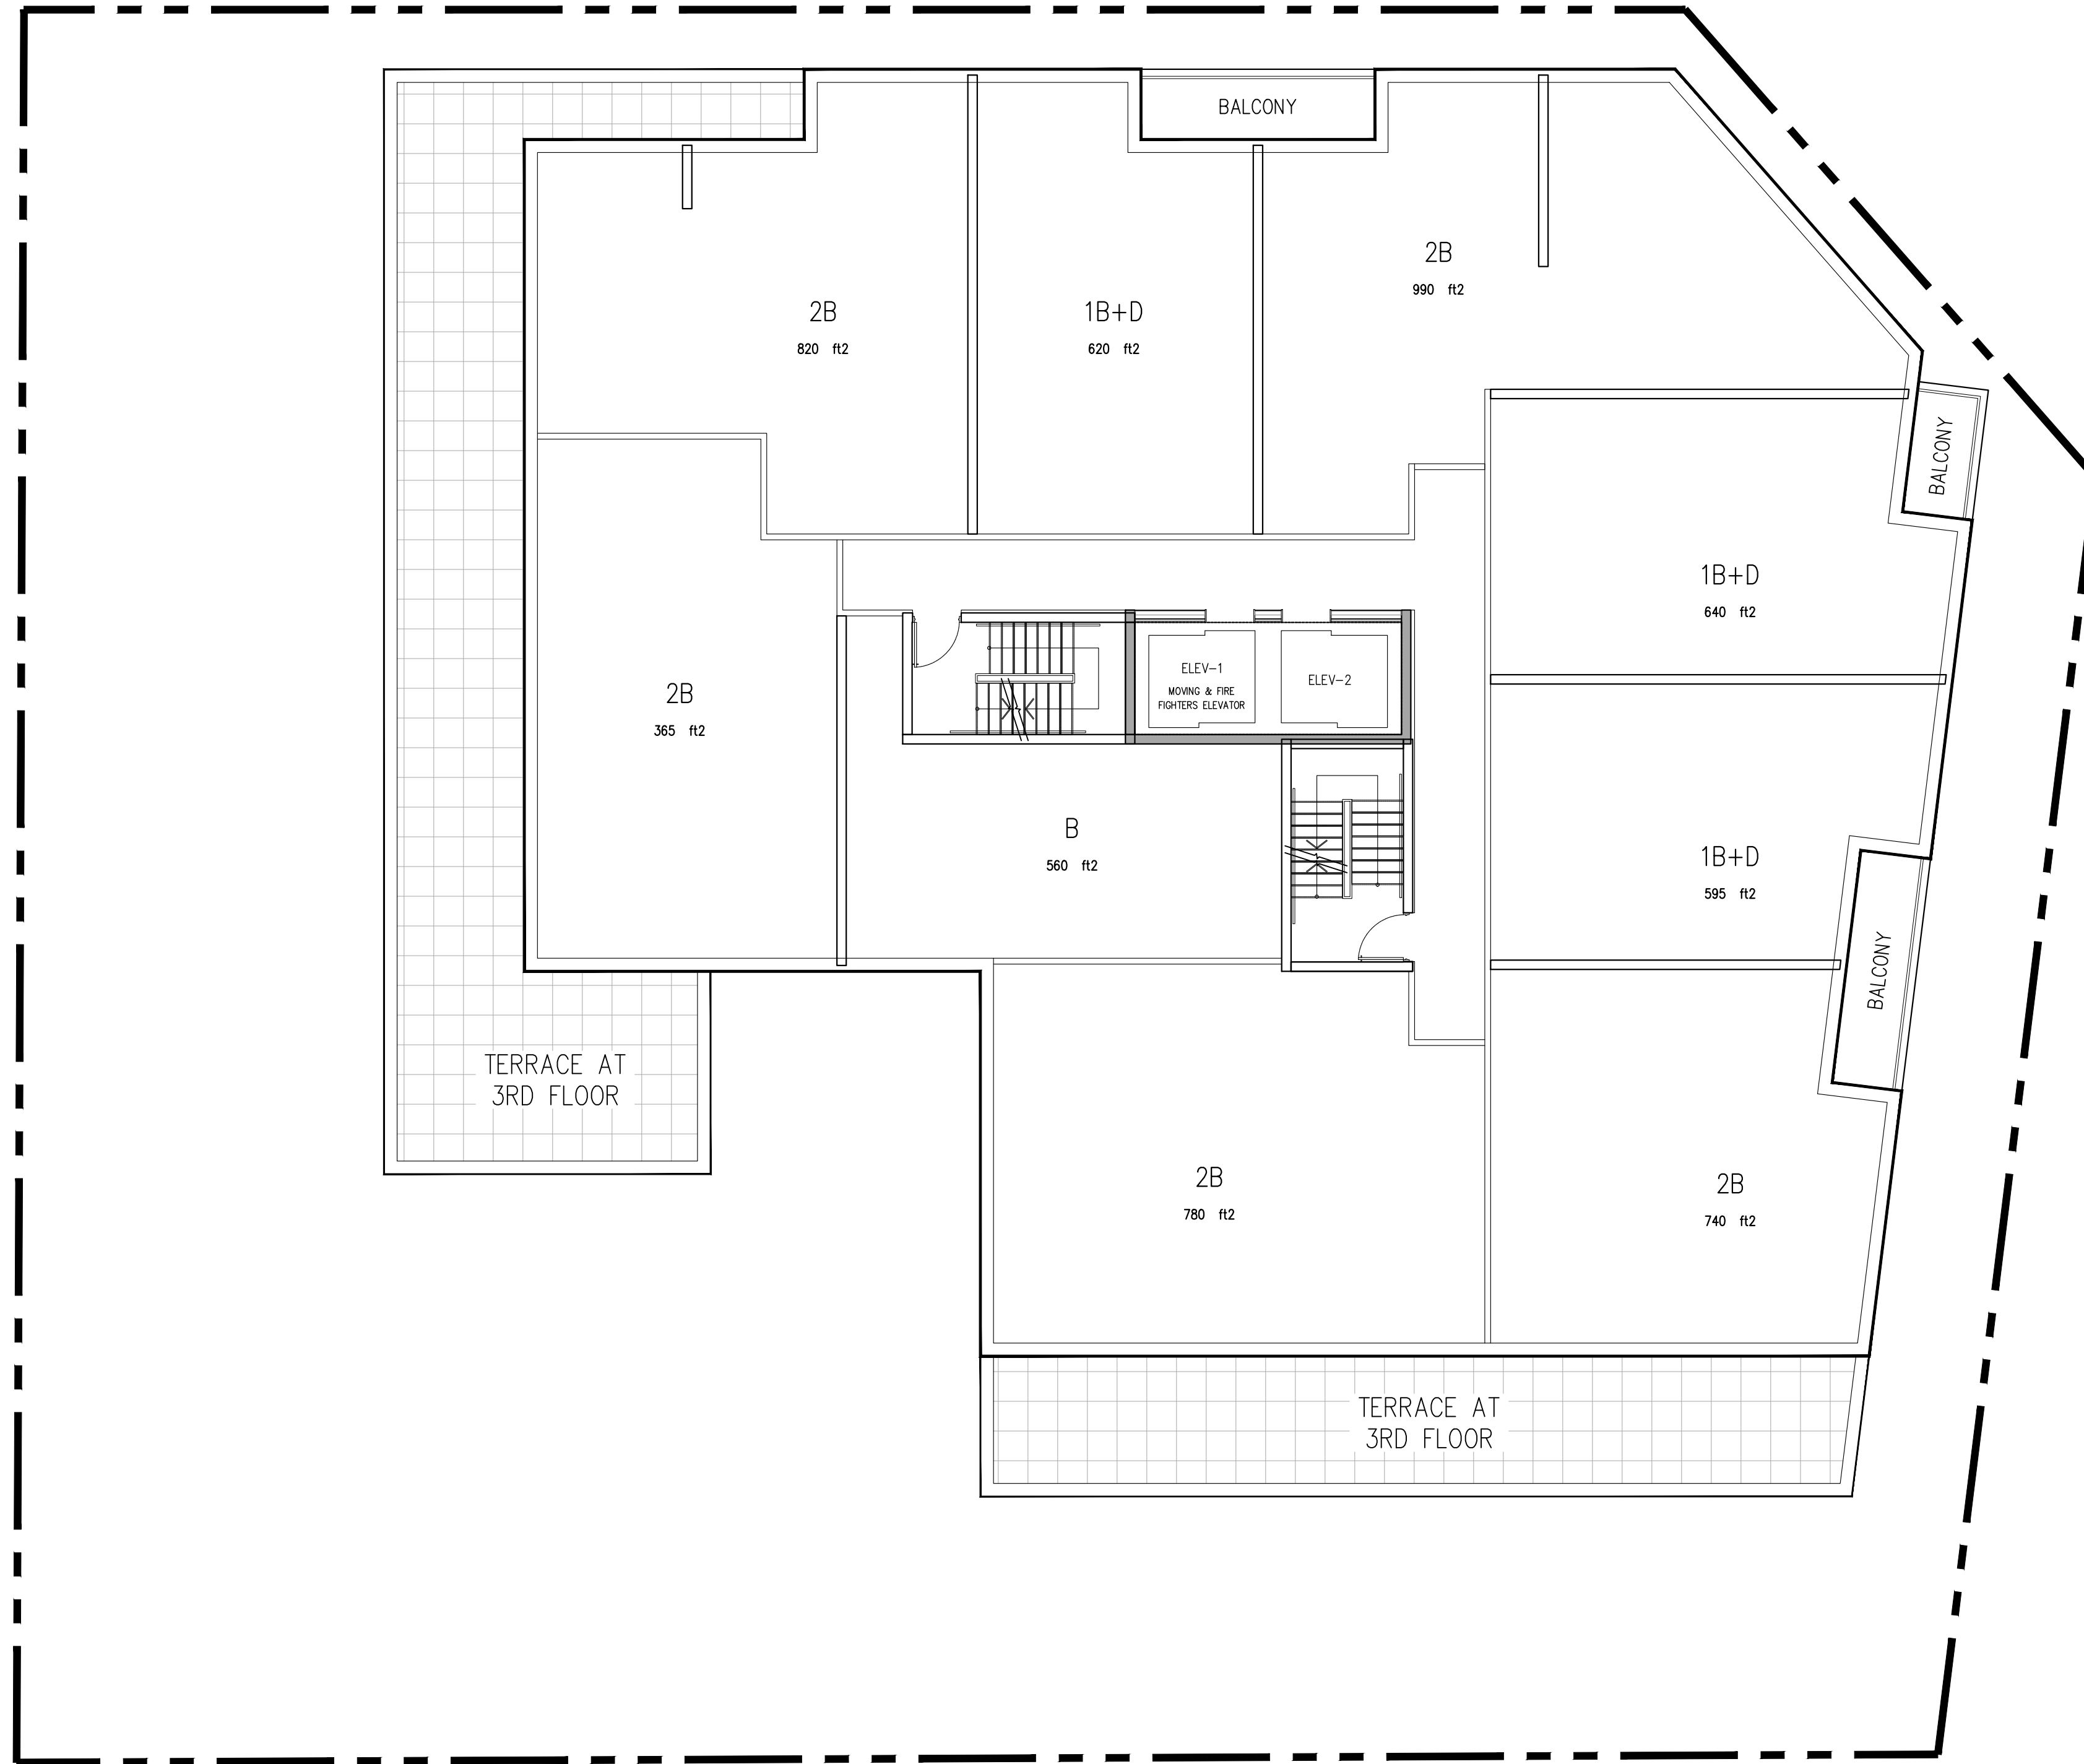 BALCONY
2B
990 ft2
2B
820 ft2
1B+D
620 ft2
BALCONY
1B+D
640 ft2
2B
365 ft2
ELEV-1
MOVING & FIRE
FIGHTERS ELEVATOR
ELEV-2
B
560 ft2
1B+D
595 ft2
BALCONY
TERRACE AT
3RD FLOOR
2B
780 ft2
2B
740 ft2
TERRACE AT
3RD FLOOR